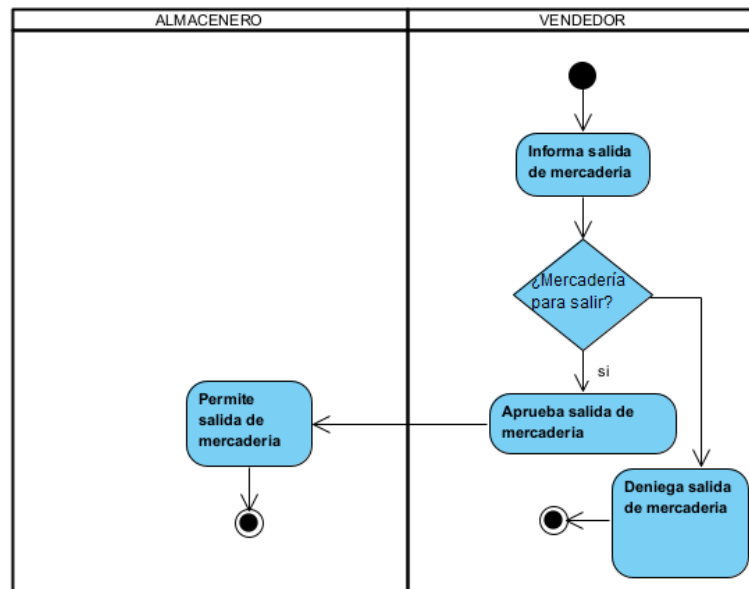 ALMACENERO
VENDEDOR
Informa salida
de mercaderia
¿Mercadería
para salir?
si
Permite
salida de
mercaderia
Aprueba salida de
mercaderia
Deniega salida
de mercaderia